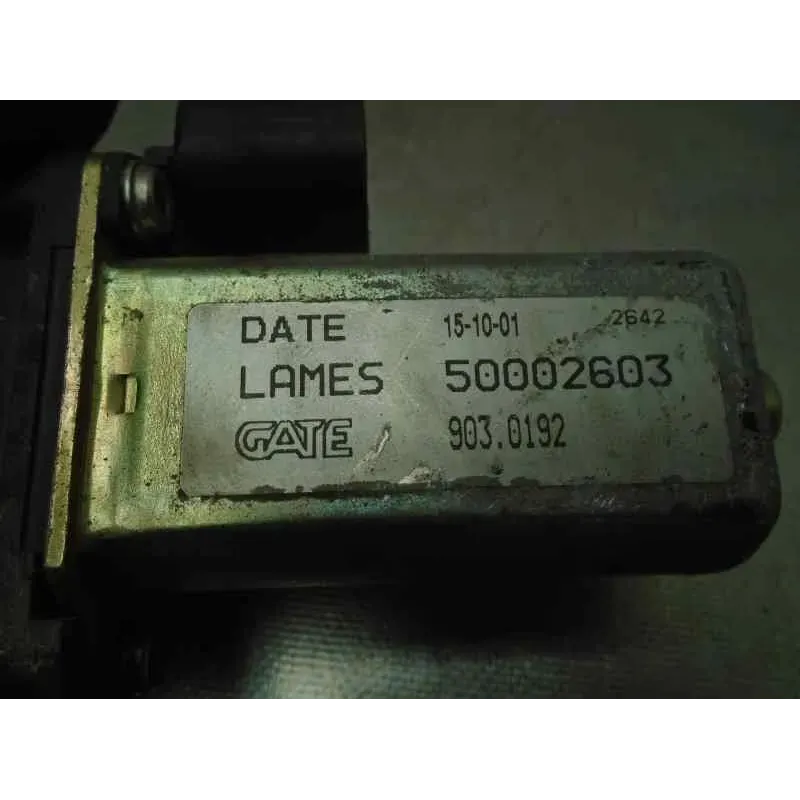 DATE 15-10-01 2642
LAMES 50002603
GATE 903.0192